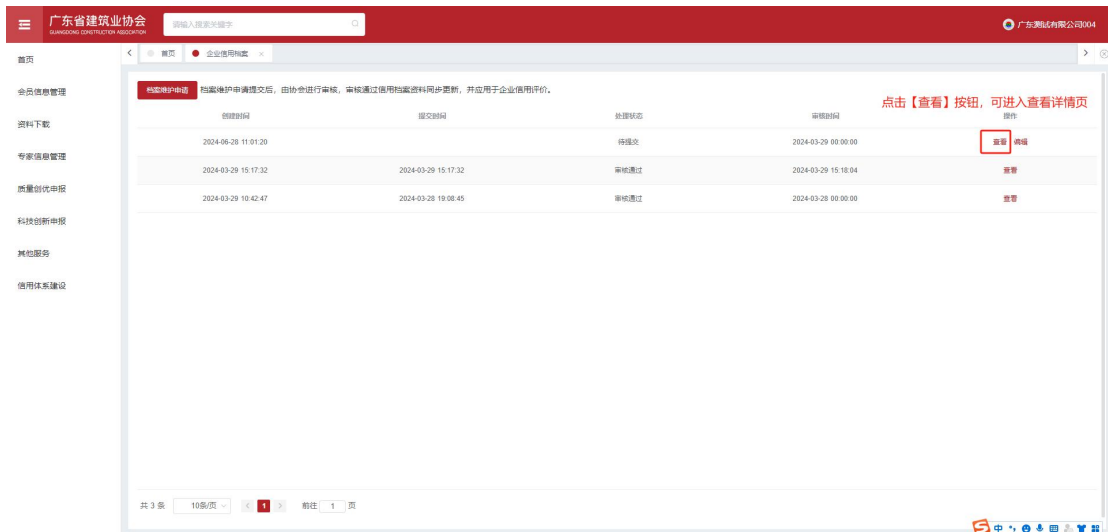 广东省建筑业协会
GUANGDONG CONSTRUCTION ASSOCIATION
请输入搜索关键字
广东测试有限公司004
首页
会员信息管理
资料下载
专家信息管理
质量创优申报
科技创新申报
其他服务
信用体系建设
首页
企业信用档案
档案维护申请 档案维护申请提交后，由协会进行审核，审核通过信用档案资料同步更新，并应用于企业信用评价。
点击【查看】按钮，可进入查看详情页
创建时间 提交时间 处理状态 审核时间 操作
2024-06-28 11:01:20 待提交 2024-03-29 00:00:00 查看 编辑
2024-03-29 15:17:32 2024-03-29 15:17:32 审核通过 2024-03-29 15:18:04 查看
2024-03-29 10:42:47 2024-03-28 19:08:45 审核通过 2024-03-28 00:00:00 查看
共 3 条 10条/页 1 前往 1 页
中